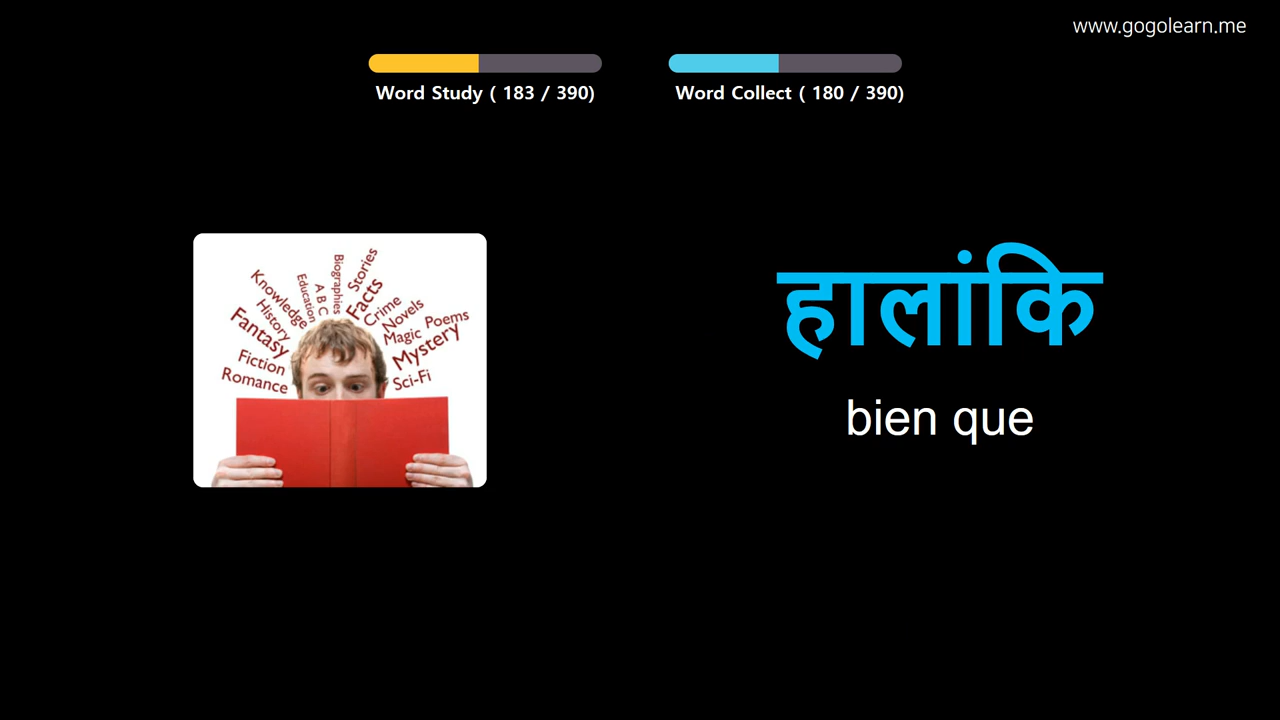 www.gogolearn.me
Word Study ( 183 / 390)
Word Collect ( 180 / 390)
Knowledge
History
Fantasy
Fiction
Romance
Education
A B C
Biographies
Stories
Facts
Crime
Novels
Magic
Poems
Mystery
Sci-Fi
हालांकि
bien que